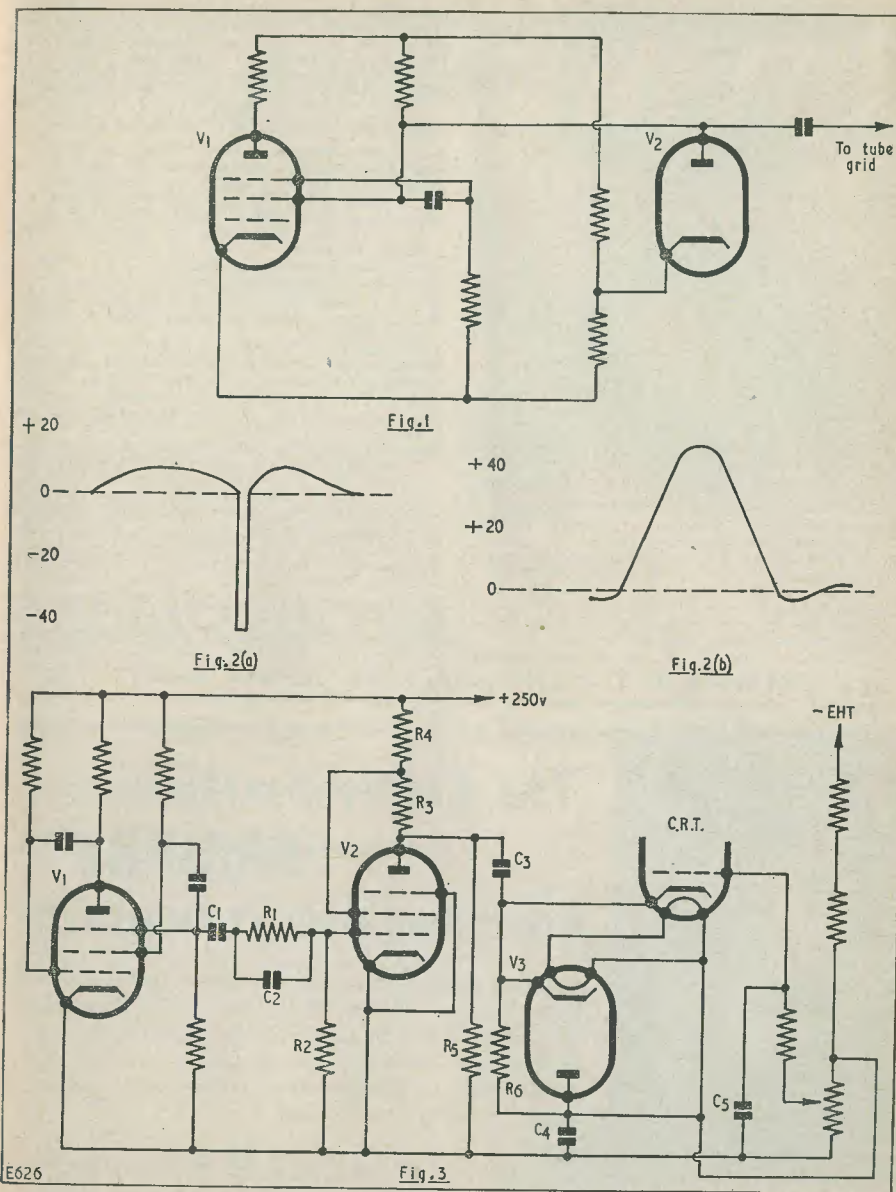 V1
V2
To tube
grid
Fig.1
+20
0
-20
-40
Fig.2(a)
+40
+20
0
Fig.2(b)
+250v
-EHT
R4
R3
C.R.T.
V2
C3
V1
C1
R1
C2
V3
R2
R5
R6
C5
C4
E626
Fig.3